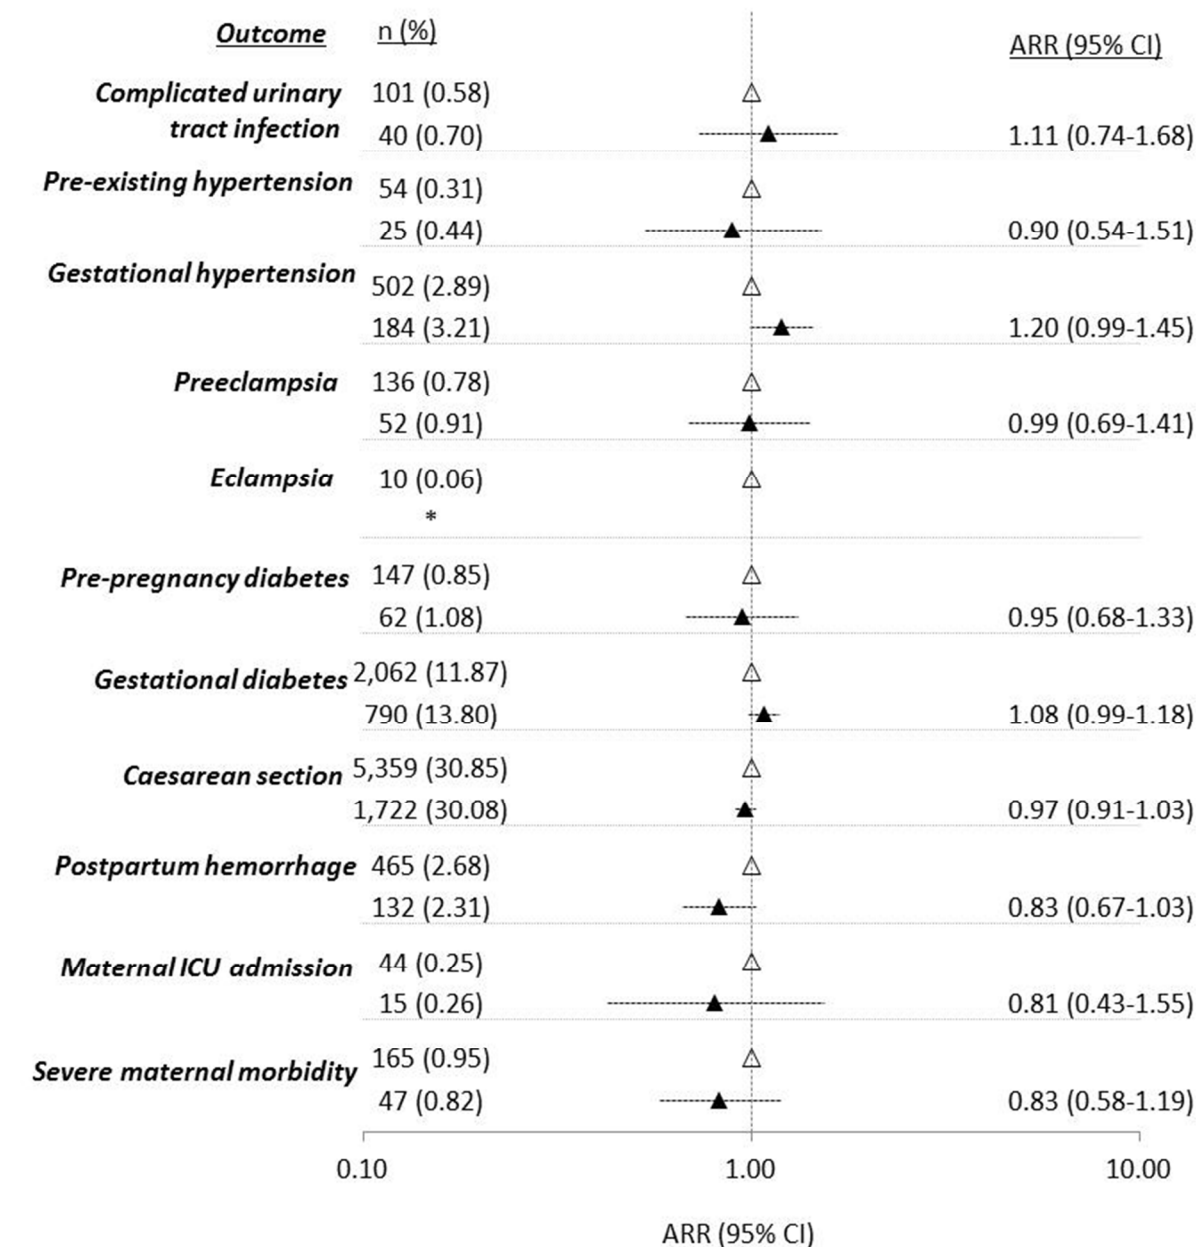 Outcome n (%) ARR (95% CI)
Complicated urinary 101 (0.58)
tract infection 40 (0.70) 1.11 (0.74-1.68)
Pre-existing hypertension 54 (0.31)
25 (0.44) 0.90 (0.54-1.51)
Gestational hypertension 502 (2.89)
184 (3.21) 1.20 (0.99-1.45)
Preeclampsia 136 (0.78)
52 (0.91) 0.99 (0.69-1.41)
Eclampsia 10 (0.06)
*
Pre-pregnancy diabetes 147 (0.85)
62 (1.08) 0.95 (0.68-1.33)
Gestational diabetes 2,062 (11.87)
790 (13.80) 1.08 (0.99-1.18)
Caesarean section 5,359 (30.85)
1,722 (30.08) 0.97 (0.91-1.03)
Postpartum hemorrhage 465 (2.68)
132 (2.31) 0.83 (0.67-1.03)
Maternal ICU admission 44 (0.25)
15 (0.26) 0.81 (0.43-1.55)
Severe maternal morbidity 165 (0.95)
47 (0.82) 0.83 (0.58-1.19)
0.10 1.00 10.00
ARR (95% CI)